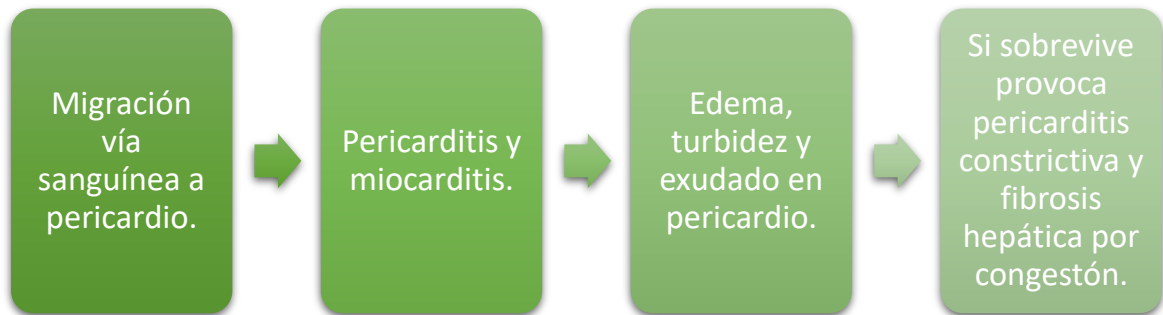 Migración
vía
sanguínea a
pericardio.
Pericarditis y
miocarditis.
Edema,
turbidez y
exudado en
pericardio.
Si sobrevive
provoca
pericarditis
constrictiva y
fibrosis
hepática por
congestón.